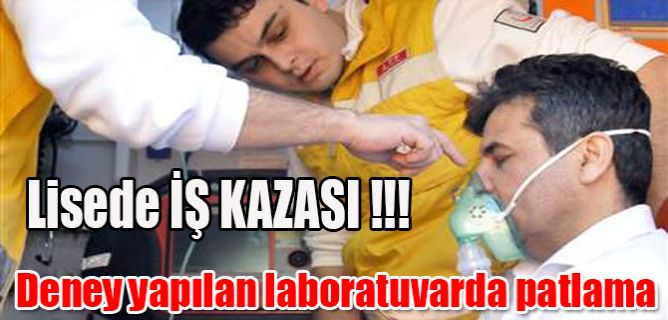 Lisede İŞ KAZASI !!!
Deney yapılan laboratuvarda patlama